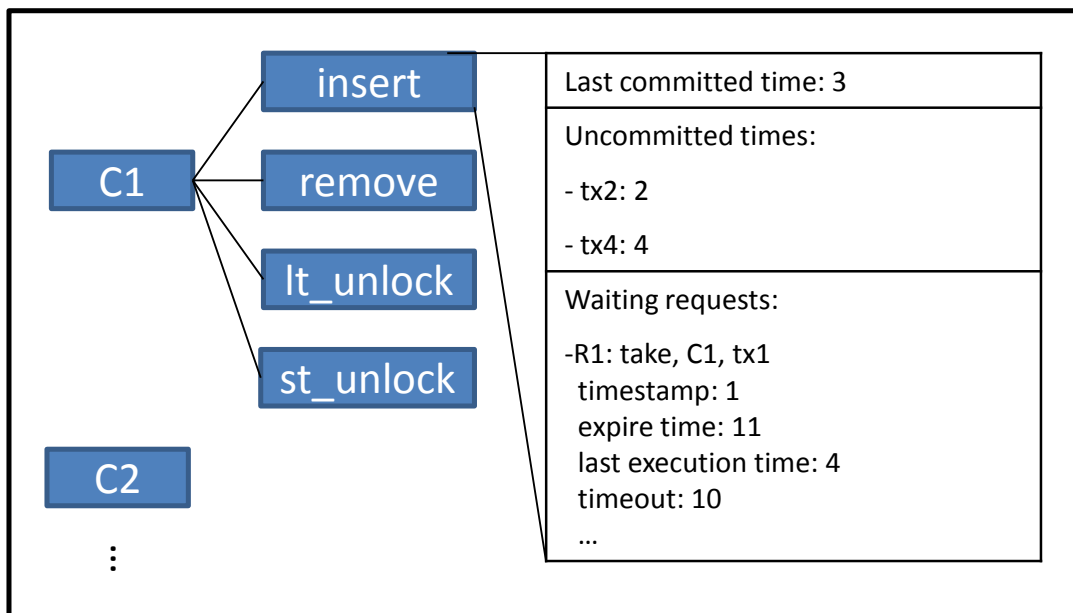 C1
insert
remove
lt_unlock
st_unlock
C2
...
Last committed time: 3
Uncommitted times:
- tx2: 2
- tx4: 4
Waiting requests:
-R1: take, C1, tx1
timestamp: 1
expire time: 11
last execution time: 4
timeout: 10
...